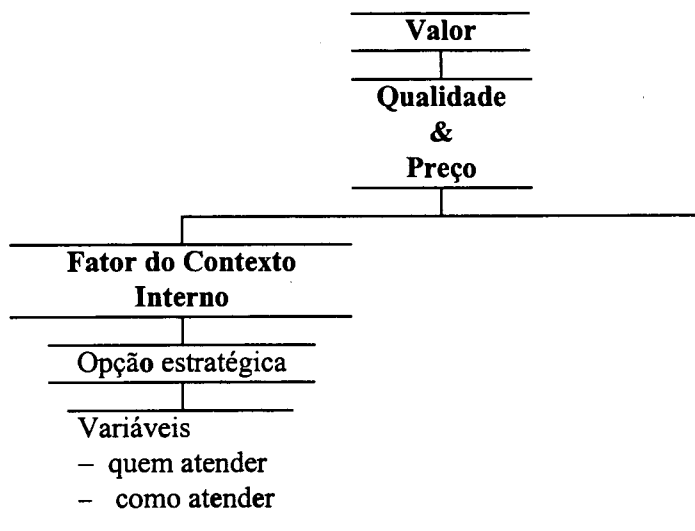 Valor
Qualidade
&
Preço
Fator do Contexto
Interno
Opção estratégica
Variáveis
– quem atender
– como atender